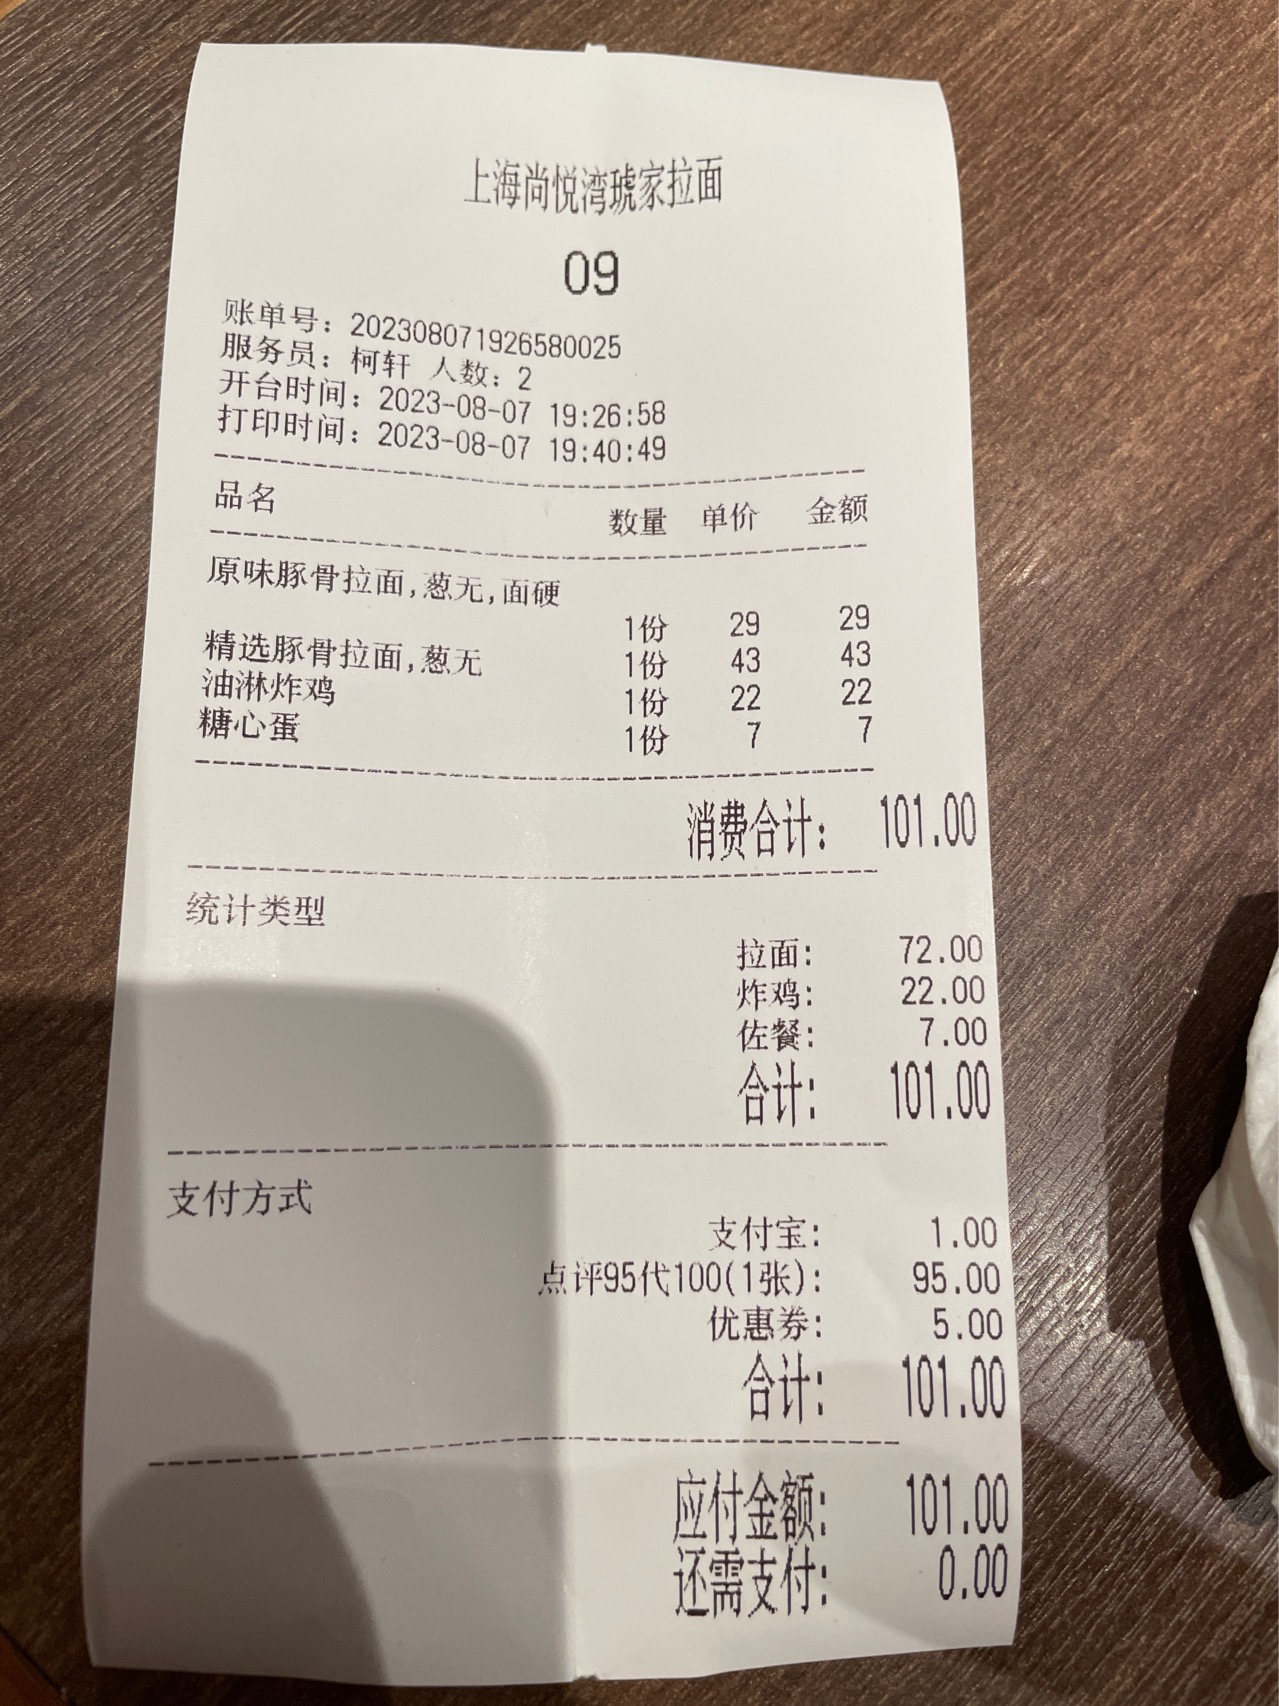 上海尚悦湾琥家拉面
09
账单号：202308071926580025
服务员：柯轩 人数：2
开台时间：2023-08-07 19:26:58
打印时间：2023-08-07 19:40:49
品名 数量 单价 金额
原味豚骨拉面,葱无,面硬
1份 29 29
精选豚骨拉面,葱无 1份 43 43
油淋炸鸡 1份 22 22
糖心蛋 1份 7 7
消费合计： 101.00
统计类型
拉面： 72.00
炸鸡： 22.00
佐餐： 7.00
合计： 101.00
支付方式
支付宝： 1.00
点评95代100(1张)： 95.00
优惠券： 5.00
合计： 101.00
应付金额： 101.00
还需支付： 0.00